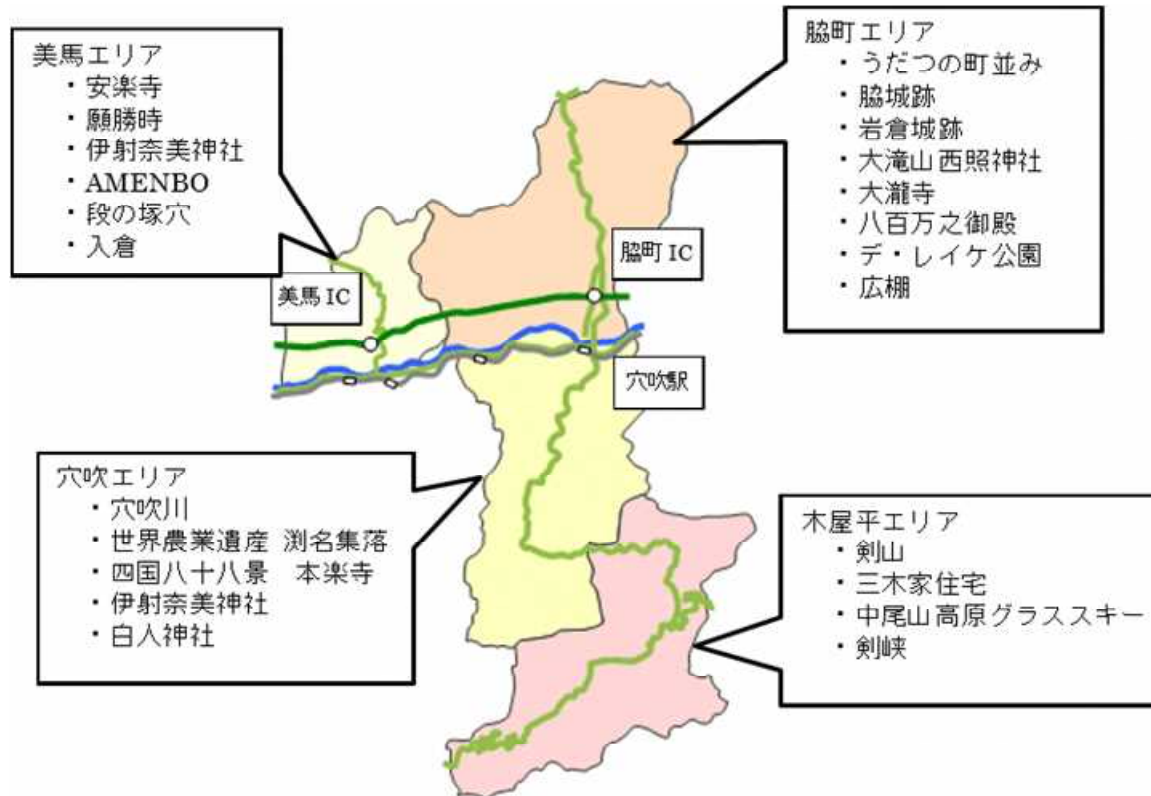 美馬エリア
・安楽寺
・願勝時
・伊射奈美神社
・AMENBO
・段の塚穴
・入倉
脇町エリア
・うだつの町並み
・脇城跡
・岩倉城跡
・大滝山西照神社
・大瀧寺
・八百万之御殿
・デ・レイケ公園
・広棚
美馬 IC
脇町 IC
穴吹駅
穴吹エリア
・穴吹川
・世界農業遺産 渕名集落
・四国八十八景 本楽寺
・伊射奈美神社
・白人神社
木屋平エリア
・剣山
・三木家住宅
・中尾山高原グラススキー
・剣峡